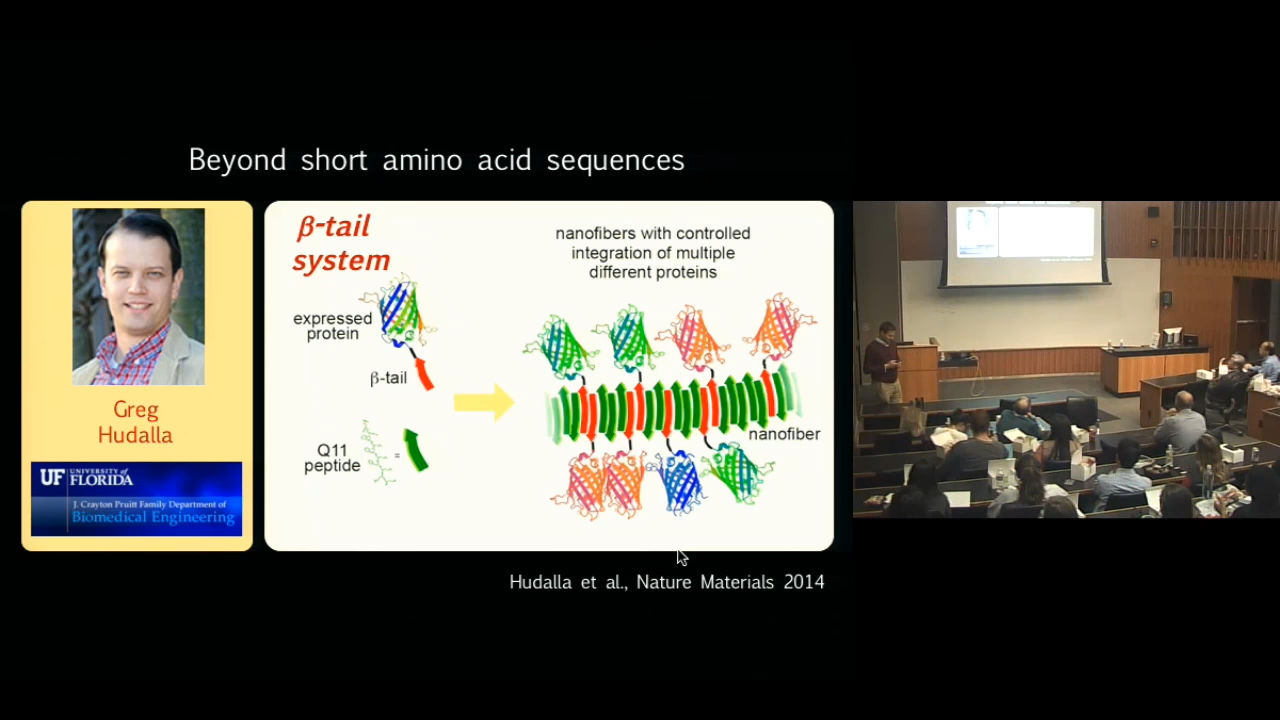 Beyond short amino acid sequences
Greg
Hudalla
UF UNIVERSITY of
FLORIDA
J. Crayton Pruitt Family Department of
Biomedical Engineering
β-tail
system
expressed
protein
β-tail
Q11
peptide
=
nanofibers with controlled
integration of multiple
different proteins
nanofiber
Hudalla et al., Nature Materials 2014